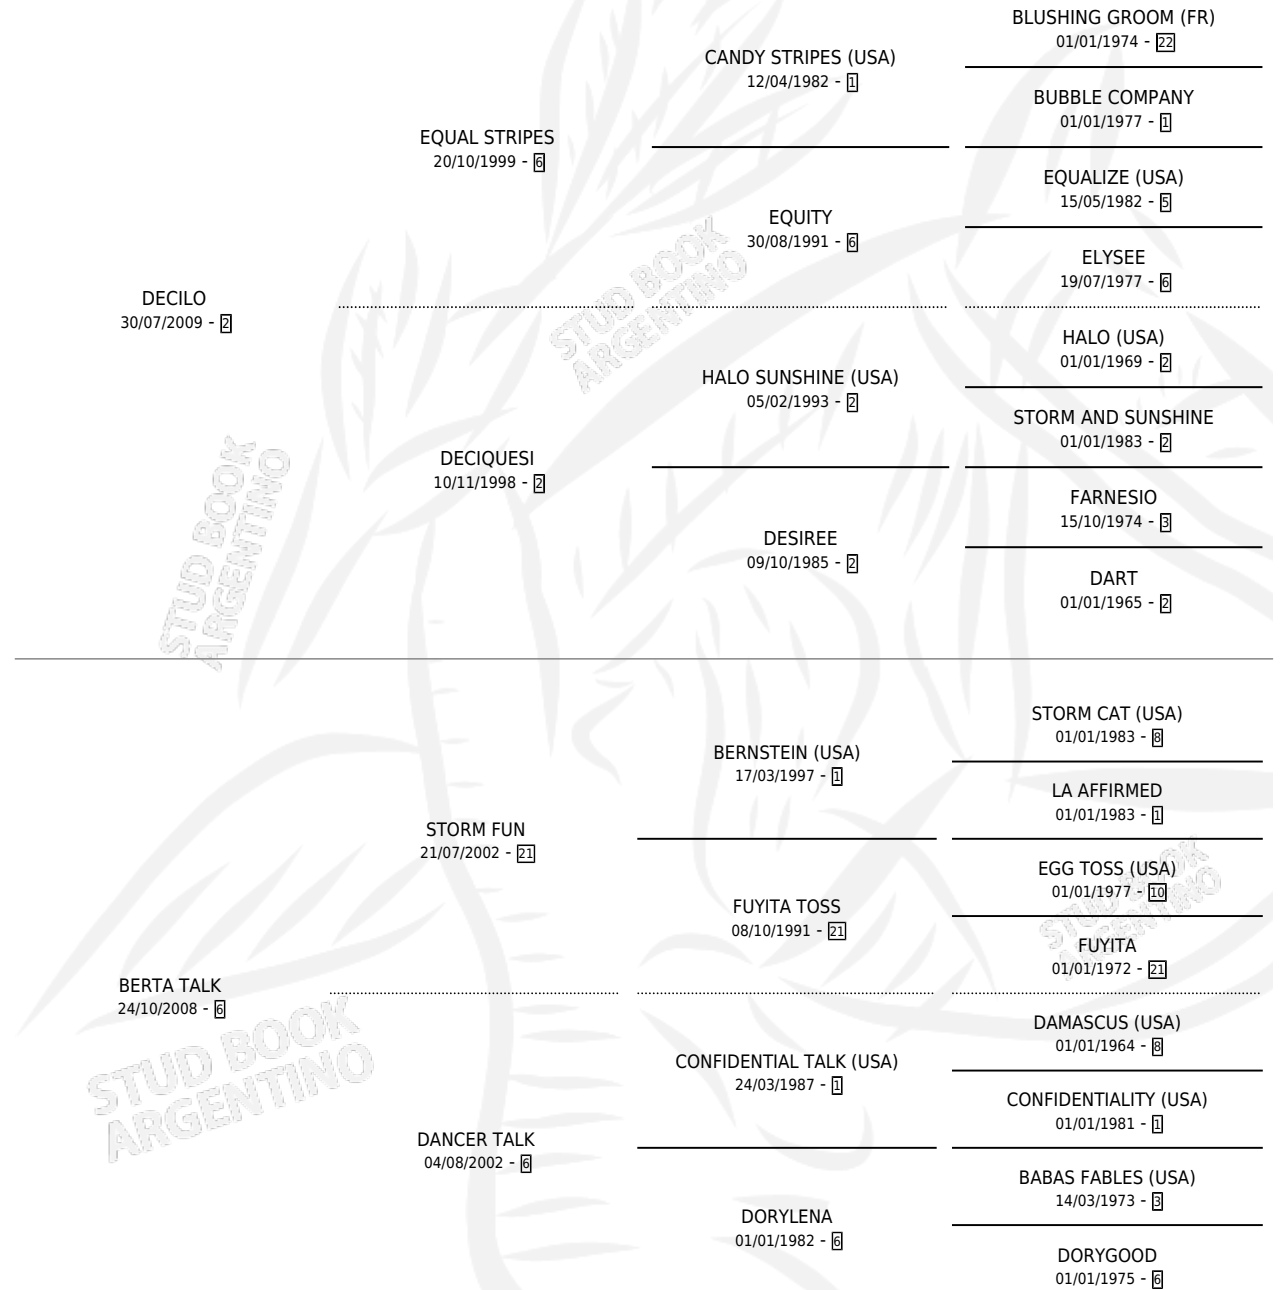 BLUSHING GROOM (FR)
01/01/1974 - 22
CANDY STRIPES (USA)
12/04/1982 - 1
BUBBLE COMPANY
01/01/1977 - 1
EQUAL STRIPES
20/10/1999 - 6
EQUALIZE (USA)
15/05/1982 - 5
EQUITY
30/08/1991 - 6
ELYSEE
19/07/1977 - 6
DECILO
30/07/2009 - 2
HALO (USA)
01/01/1969 - 2
HALO SUNSHINE (USA)
05/02/1993 - 2
STORM AND SUNSHINE
01/01/1983 - 2
DECIQUESI
10/11/1998 - 2
FARNESIO
15/10/1974 - 3
DESIREE
09/10/1985 - 2
DART
01/01/1965 - 2
STUD BOOK
ARGENTINO
STUD BOOK
ARGENTINO
STORM CAT (USA)
01/01/1983 - 8
BERNSTEIN (USA)
17/03/1997 - 1
LA AFFIRMED
01/01/1983 - 1
STORM FUN
21/07/2002 - 21
EGG TOSS (USA)
01/01/1977 - 10
FUYITA TOSS
08/10/1991 - 21
FUYITA
01/01/1972 - 21
BERTA TALK
24/10/2008 - 6
DAMASCUS (USA)
01/01/1964 - 8
CONFIDENTIAL TALK (USA)
24/03/1987 - 1
CONFIDENTIALITY (USA)
01/01/1981 - 1
DANCER TALK
04/08/2002 - 6
BABAS FABLES (USA)
14/03/1973 - 3
DORYLENA
01/01/1982 - 6
DORYGOOD
01/01/1975 - 6
STUD BOOK
ARGENTINO
STUD BOOK
ARGENTINO